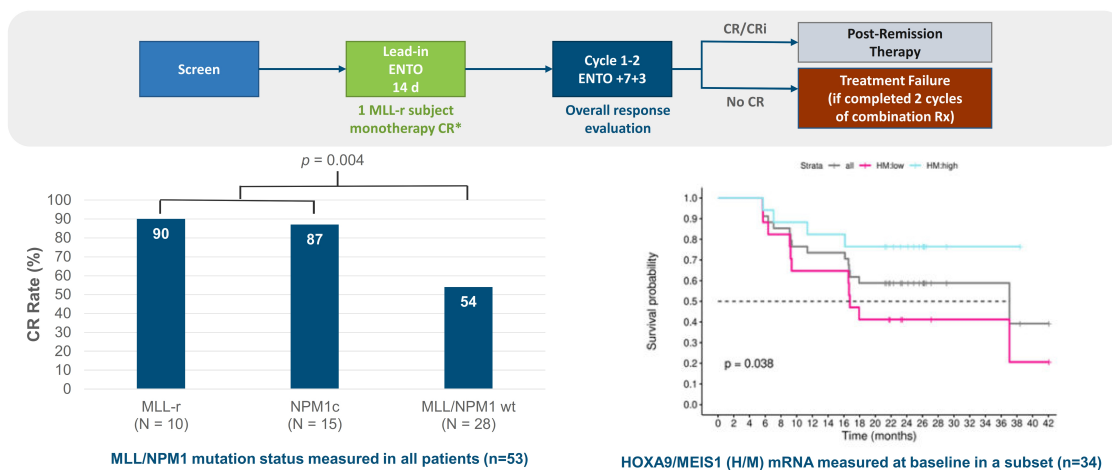 Screen
Lead-in
ENTO
14 d
1 MLL-r subject
monotherapy CR*
Cycle 1-2
ENTO +7+3
Overall response
evaluation
CR/CRi
No CR
Post-Remission
Therapy
Treatment Failure
(if completed 2 cycles
of combination Rx)
p = 0.004
CR Rate (%)
100
90
80
70
60
50
40
30
20
10
0
90
87
54
MLL-r
(N = 10)
NPM1c
(N = 15)
MLL/NPM1 wt
(N = 28)
MLL/NPM1 mutation status measured in all patients (n=53)
Strata all HM:low HM:high
Survival probability
1.0
0.9
0.8
0.7
0.6
0.5
0.4
0.3
0.2
0.1
0.0
p = 0.038
0 2 4 6 8 10 12 14 16 18 20 22 24 26 28 30 32 34 36 38 40 42
Time (months)
HOXA9/MEIS1 (H/M) mRNA measured at baseline in a subset (n=34)